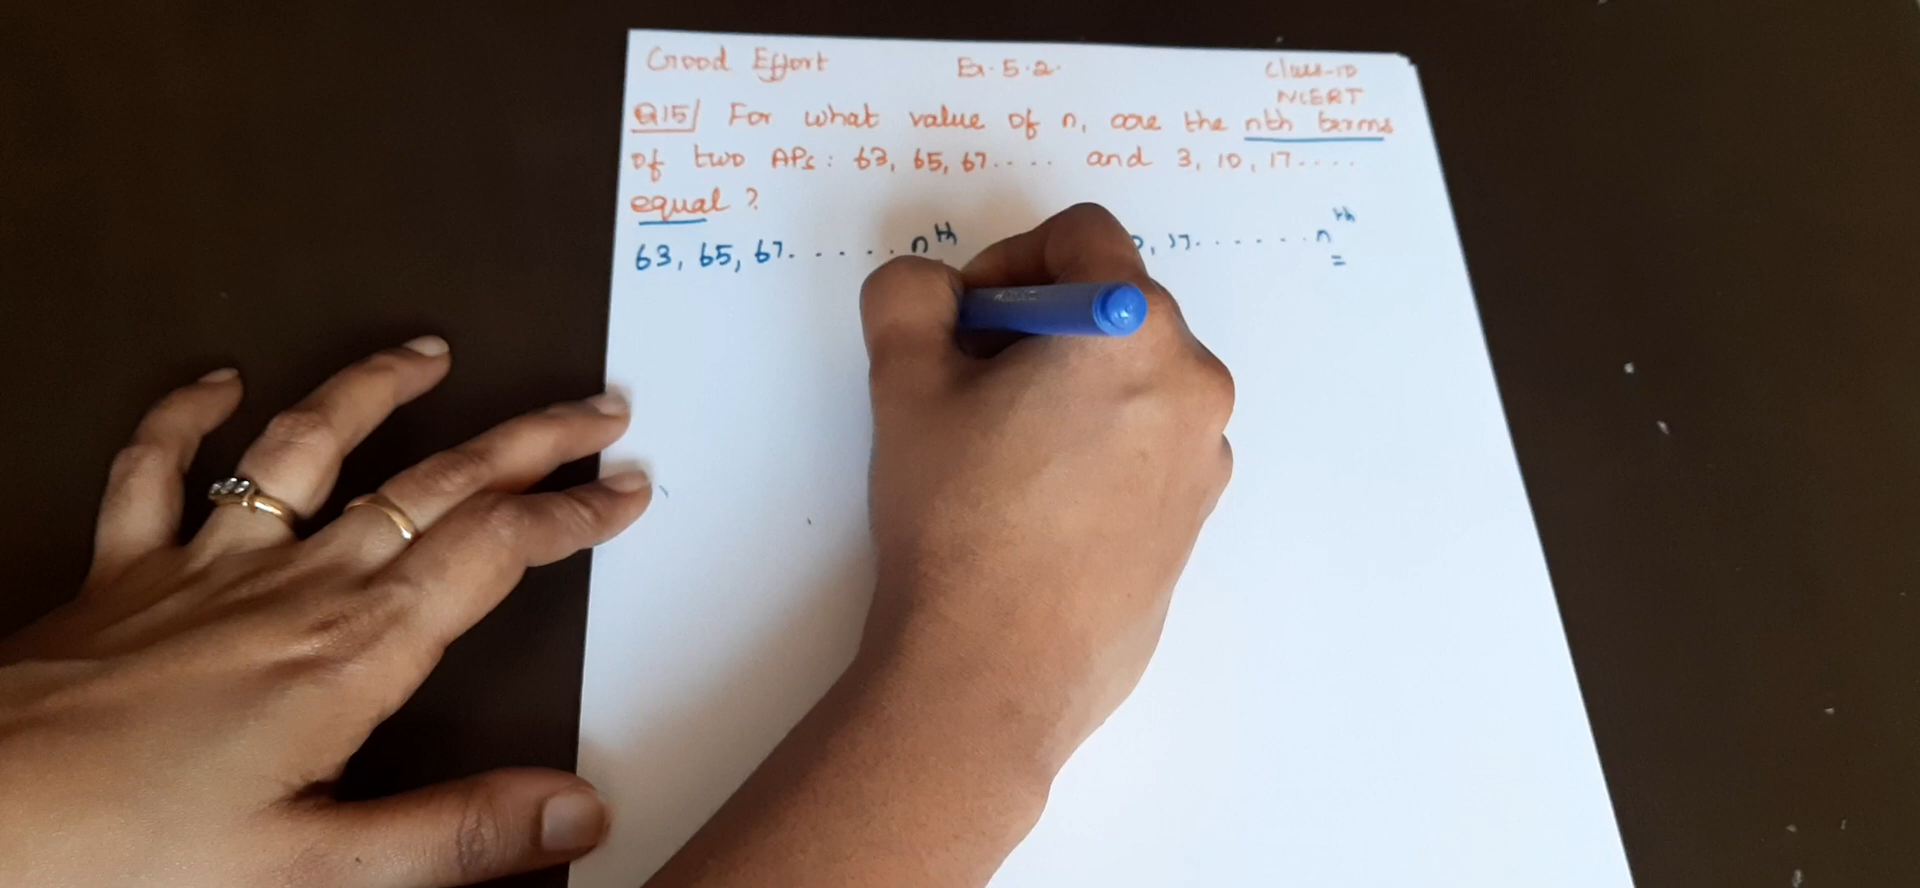 Good Effort Ex. 5.2. Class-10
NCERT
Q15/ For what value of n, are the nth terms
of two APs: 63, 65, 67.... and 3, 10, 17....
equal ?
63, 65, 67......nth , 17.......nth